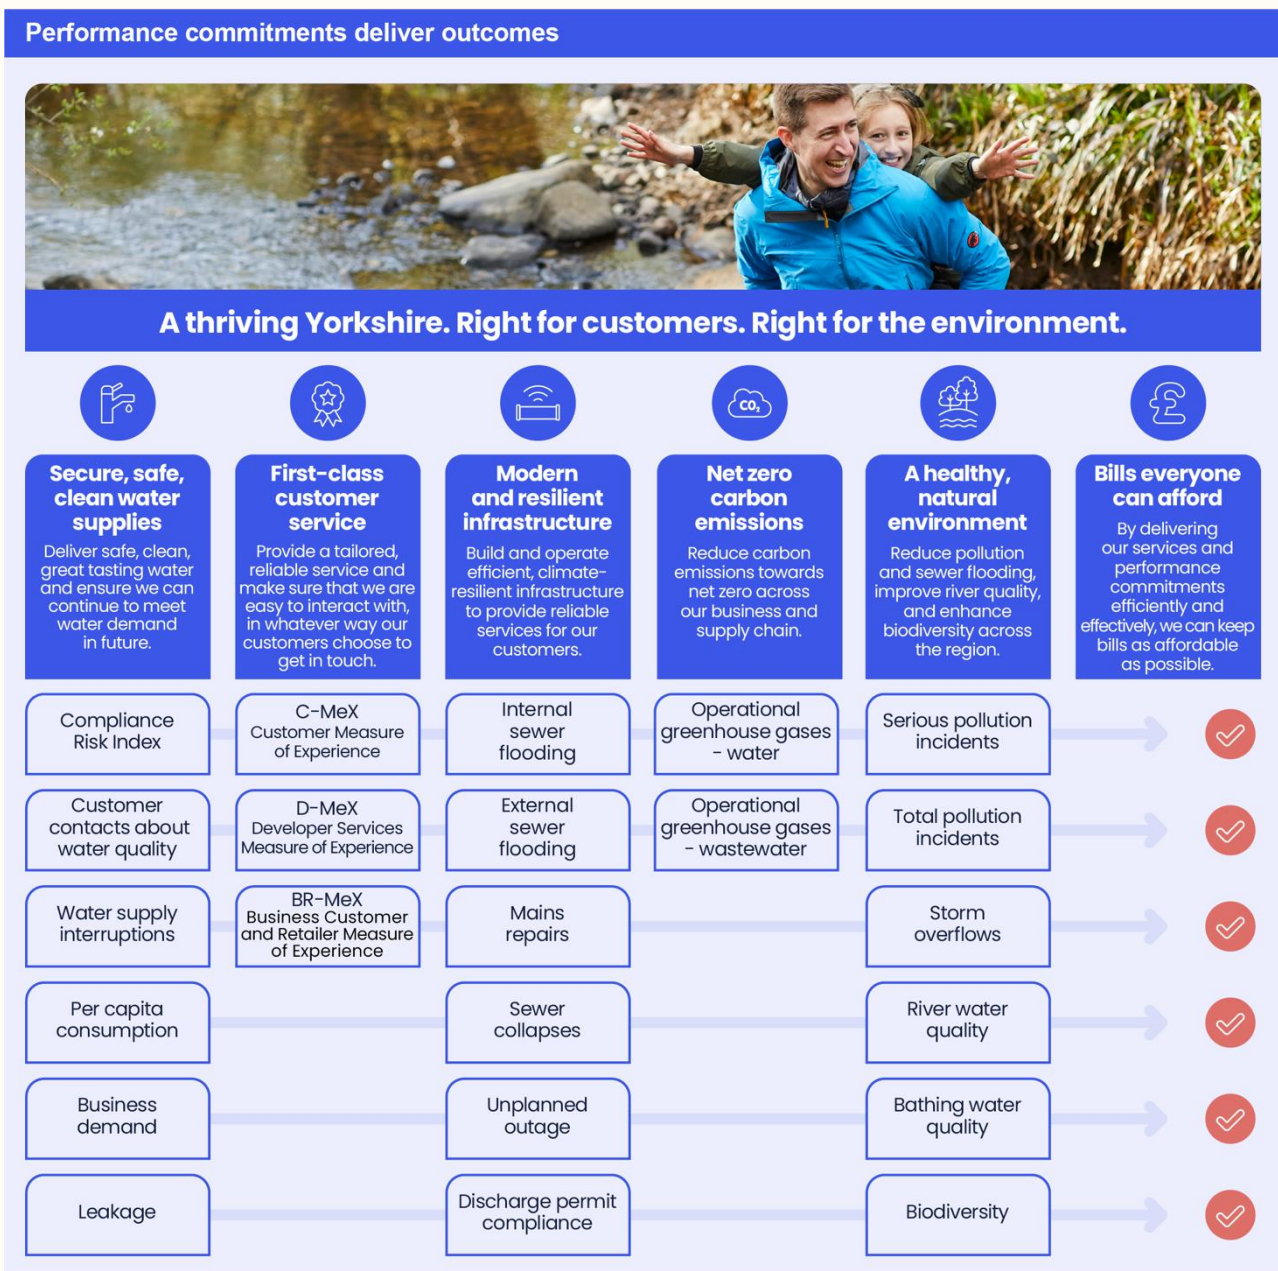 Performance commitments deliver outcomes
A thriving Yorkshire. Right for customers. Right for the environment.
CO₂
£
Secure, safe,
clean water
supplies
Deliver safe, clean,
great tasting water
and ensure we can
continue to meet
water demand
in future.
First-class
customer
service
Provide a tailored,
reliable service and
make sure that we are
easy to interact with,
in whatever way our
customers choose to
get in touch.
Modern
and resilient
infrastructure
Build and operate
efficient, climate-
resilient infrastructure
to provide reliable
services for our
customers.
Net zero
carbon
emissions
Reduce carbon
emissions towards
net zero across
our business and
supply chain.
A healthy,
natural
environment
Reduce pollution
and sewer flooding,
improve river quality,
and enhance
biodiversity across
the region.
Bills everyone
can afford
By delivering
our services and
performance
commitments
efficiently and
effectively, we can keep
bills as affordable
as possible.
Compliance
Risk Index
C-MeX
Customer Measure
of Experience
Internal
sewer
flooding
Operational
greenhouse gases
- water
Serious pollution
incidents
Customer
contacts about
water quality
D-MeX
Developer Services
Measure of Experience
External
sewer
flooding
Operational
greenhouse gases
- wastewater
Total pollution
incidents
Water supply
interruptions
BR-MeX
Business Customer
and Retailer Measure
of Experience
Mains
repairs
Storm
overflows
Per capita
consumption
Sewer
collapses
River water
quality
Business
demand
Unplanned
outage
Bathing water
quality
Leakage
Discharge permit
compliance
Biodiversity